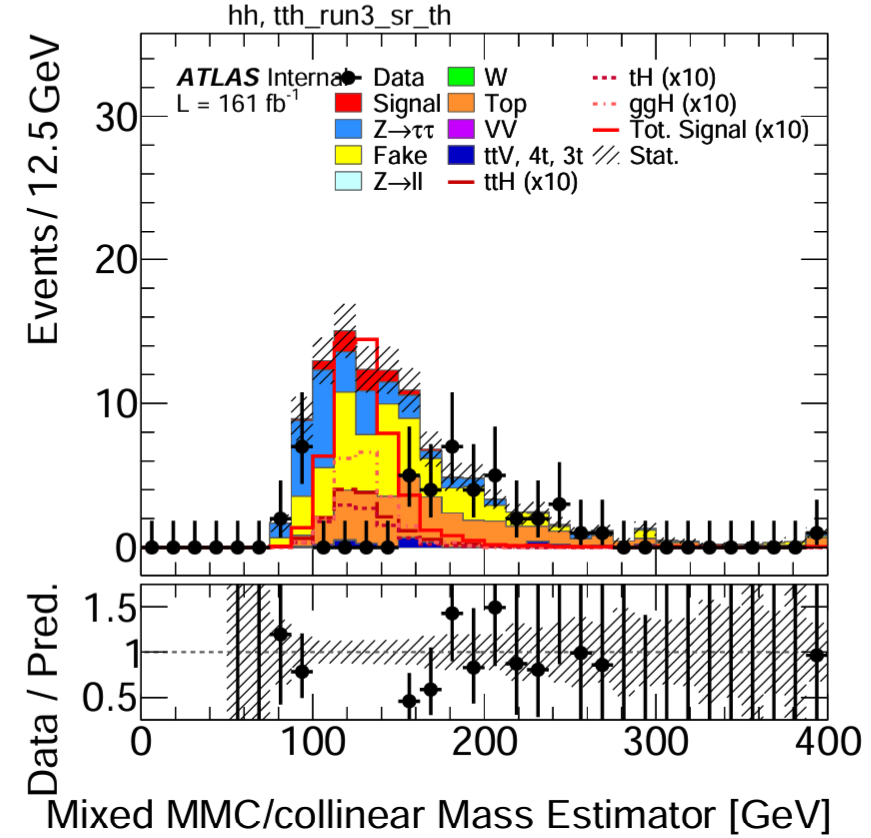 hh, tth_run3_sr_th
Events/ 12.5 GeV
ATLAS Internal
L = 161 fb⁻¹
Data
Signal
Z→ττ
Fake
Z→ll
W
Top
VV
ttV, 4t, 3t
ttH (x10)
tH (x10)
ggH (x10)
Tot. Signal (x10)
Stat.
30
20
10
0
Data / Pred.
1.5
1
0.5
0 100 200 300 400
Mixed MMC/collinear Mass Estimator [GeV]